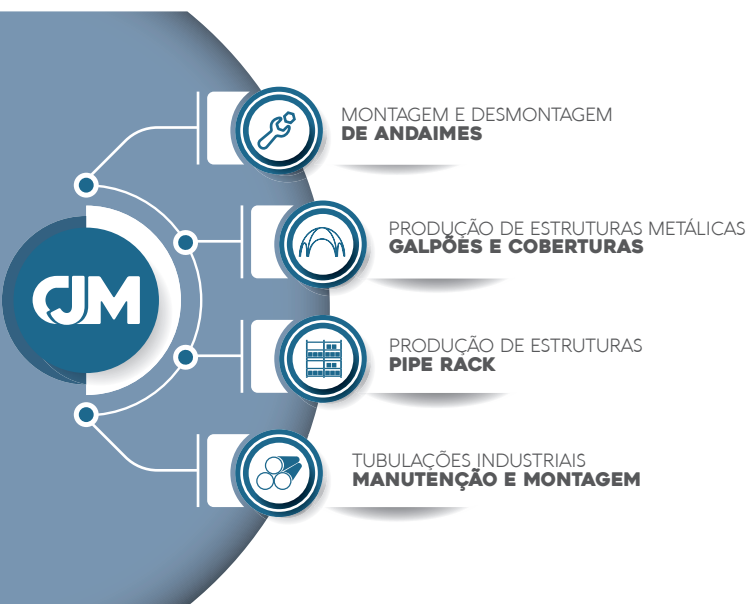 MONTAGEM E DESMONTAGEM
DE ANDAIMES
PRODUÇÃO DE ESTRUTURAS METÁLICAS
GALPÕES E COBERTURAS
CJM
PRODUÇÃO DE ESTRUTURAS
PIPE RACK
TUBULAÇÕES INDUSTRIAIS
MANUTENÇÃO E MONTAGEM